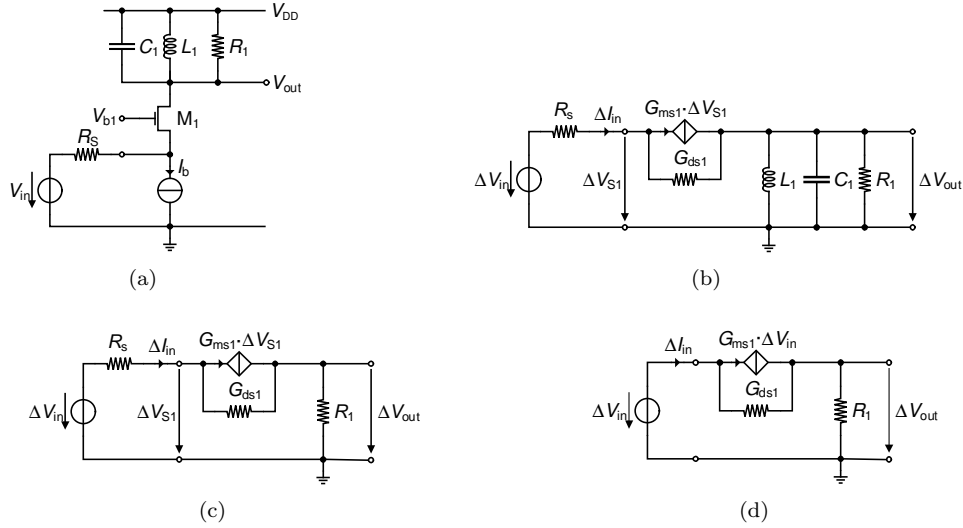 V_DD
C_1 L_1 R_1
V_out
V_b1 M_1
R_S
I_b
V_in
(a)
R_s ΔI_in G_ms1·ΔV_S1
G_ds1
ΔV_in ΔV_S1 L_1 C_1 R_1 ΔV_out
(b)
R_s ΔI_in G_ms1·ΔV_S1
G_ds1
ΔV_in ΔV_S1 R_1 ΔV_out
(c)
ΔI_in G_ms1·ΔV_in
G_ds1
ΔV_in R_1 ΔV_out
(d)